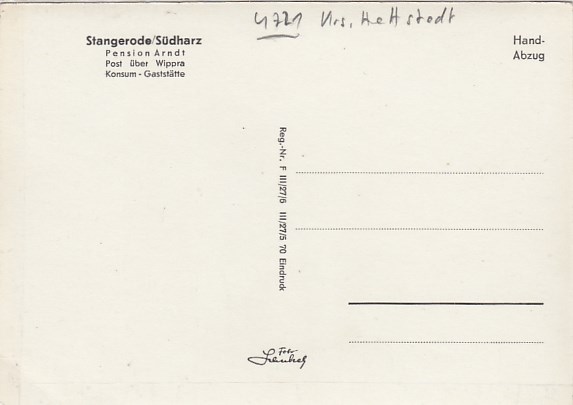 4721 Krs. Hettstedt
Stangerode/Südharz
Pension Arndt
Post über Wippra
Konsum - Gaststätte
Hand-
Abzug
Reg.-Nr. F III/27/6 III/27/5 70 Eindruck
Foto